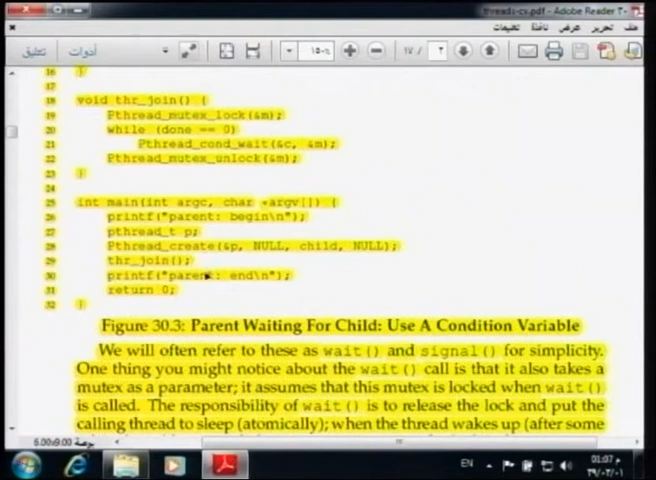 threads-cv.pdf - Adobe Reader
ملف تحرير عرض نافذة تعليمات
تعليق أدوات ١٥٠٪ ١٧/ ٢
16 }
17
18 void thr_join() {
19 Pthread_mutex_lock(&m);
20 while (done == 0)
21 Pthread_cond_wait(&c, &m);
22 Pthread_mutex_unlock(&m);
23 }
24
25 int main(int argc, char *argv[]) {
26 printf("parent: begin\n");
27 pthread_t p;
28 Pthread_create(&p, NULL, child, NULL);
29 thr_join();
30 printf("parent: end\n");
31 return 0;
32 }
Figure 30.3: Parent Waiting For Child: Use A Condition Variable
We will often refer to these as wait() and signal() for simplicity.
One thing you might notice about the wait() call is that it also takes a
mutex as a parameter; it assumes that this mutex is locked when wait()
is called. The responsibility of wait() is to release the lock and put the
calling thread to sleep (atomically); when the thread wakes up (after some
6.00x9.00 بوصة
EN 01:07 م